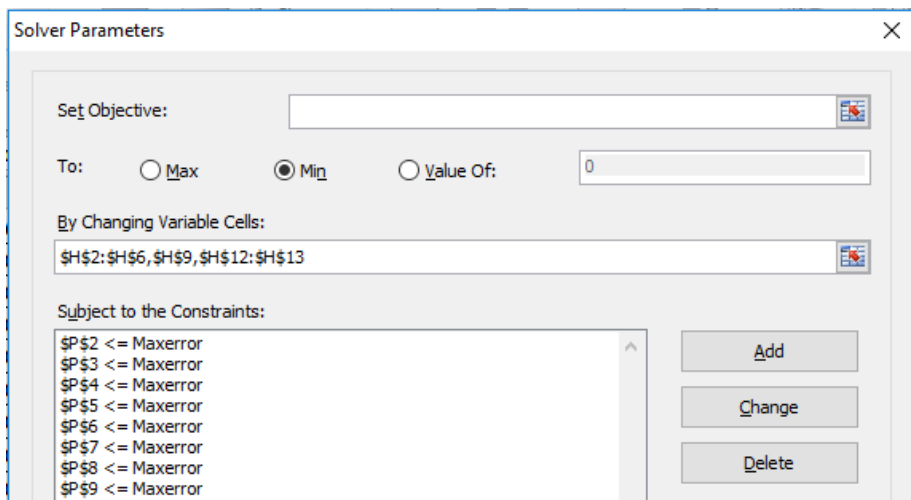 Solver Parameters
Set Objective:
To:
Max
Min
Value Of:
0
By Changing Variable Cells:
$H$2:$H$6,$H$9,$H$12:$H$13
Subject to the Constraints:
$P$2 <= Maxerror
$P$3 <= Maxerror
$P$4 <= Maxerror
$P$5 <= Maxerror
$P$6 <= Maxerror
$P$7 <= Maxerror
$P$8 <= Maxerror
$P$9 <= Maxerror
Add
Change
Delete